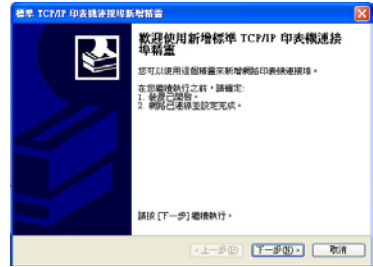 標準 TCP/IP 印表機連接埠新增精靈
歡迎使用新增標準 TCP/IP 印表機連接
埠精靈
您可以使用這個精靈來新增網路印表機連接埠。
在您繼續執行之前，請確定:
1. 裝置已開啓。
2. 網路已連線並設定完成。
請按 [下一步] 繼續執行。
<上一步(B)
下一步(N)>
取消